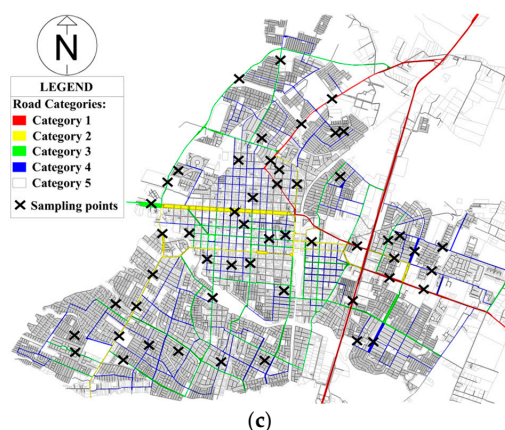 N
LEGEND
Road Categories:
Category 1
Category 2
Category 3
Category 4
Category 5
Sampling points
(c)